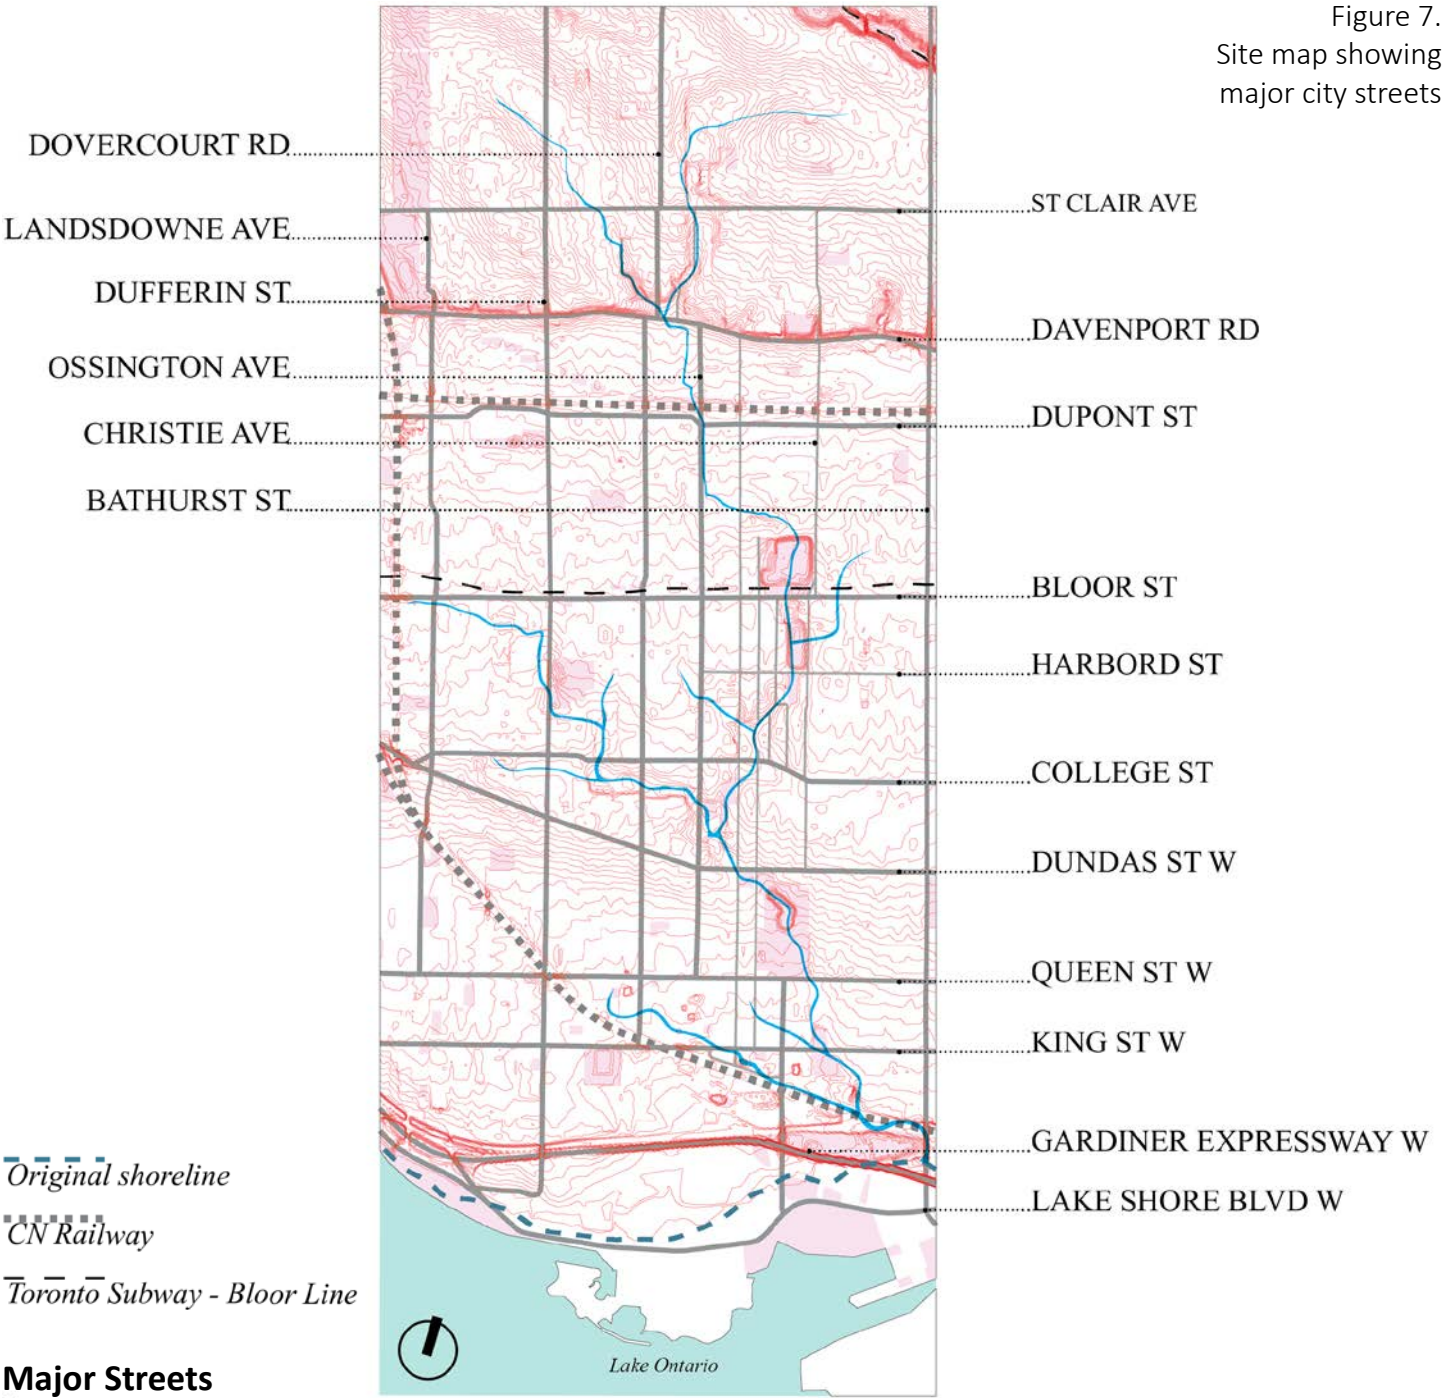 Figure 7.
Site map showing
major city streets
DOVERCOURT RD
LANDSDOWNE AVE
DUFFERIN ST
OSSINGTON AVE
CHRISTIE AVE
BATHURST ST
ST CLAIR AVE
DAVENPORT RD
DUPONT ST
BLOOR ST
HARBORD ST
COLLEGE ST
DUNDAS ST W
QUEEN ST W
KING ST W
GARDINER EXPRESSWAY W
LAKE SHORE BLVD W
Original shoreline
CN Railway
Toronto Subway - Bloor Line
Lake Ontario
Major Streets